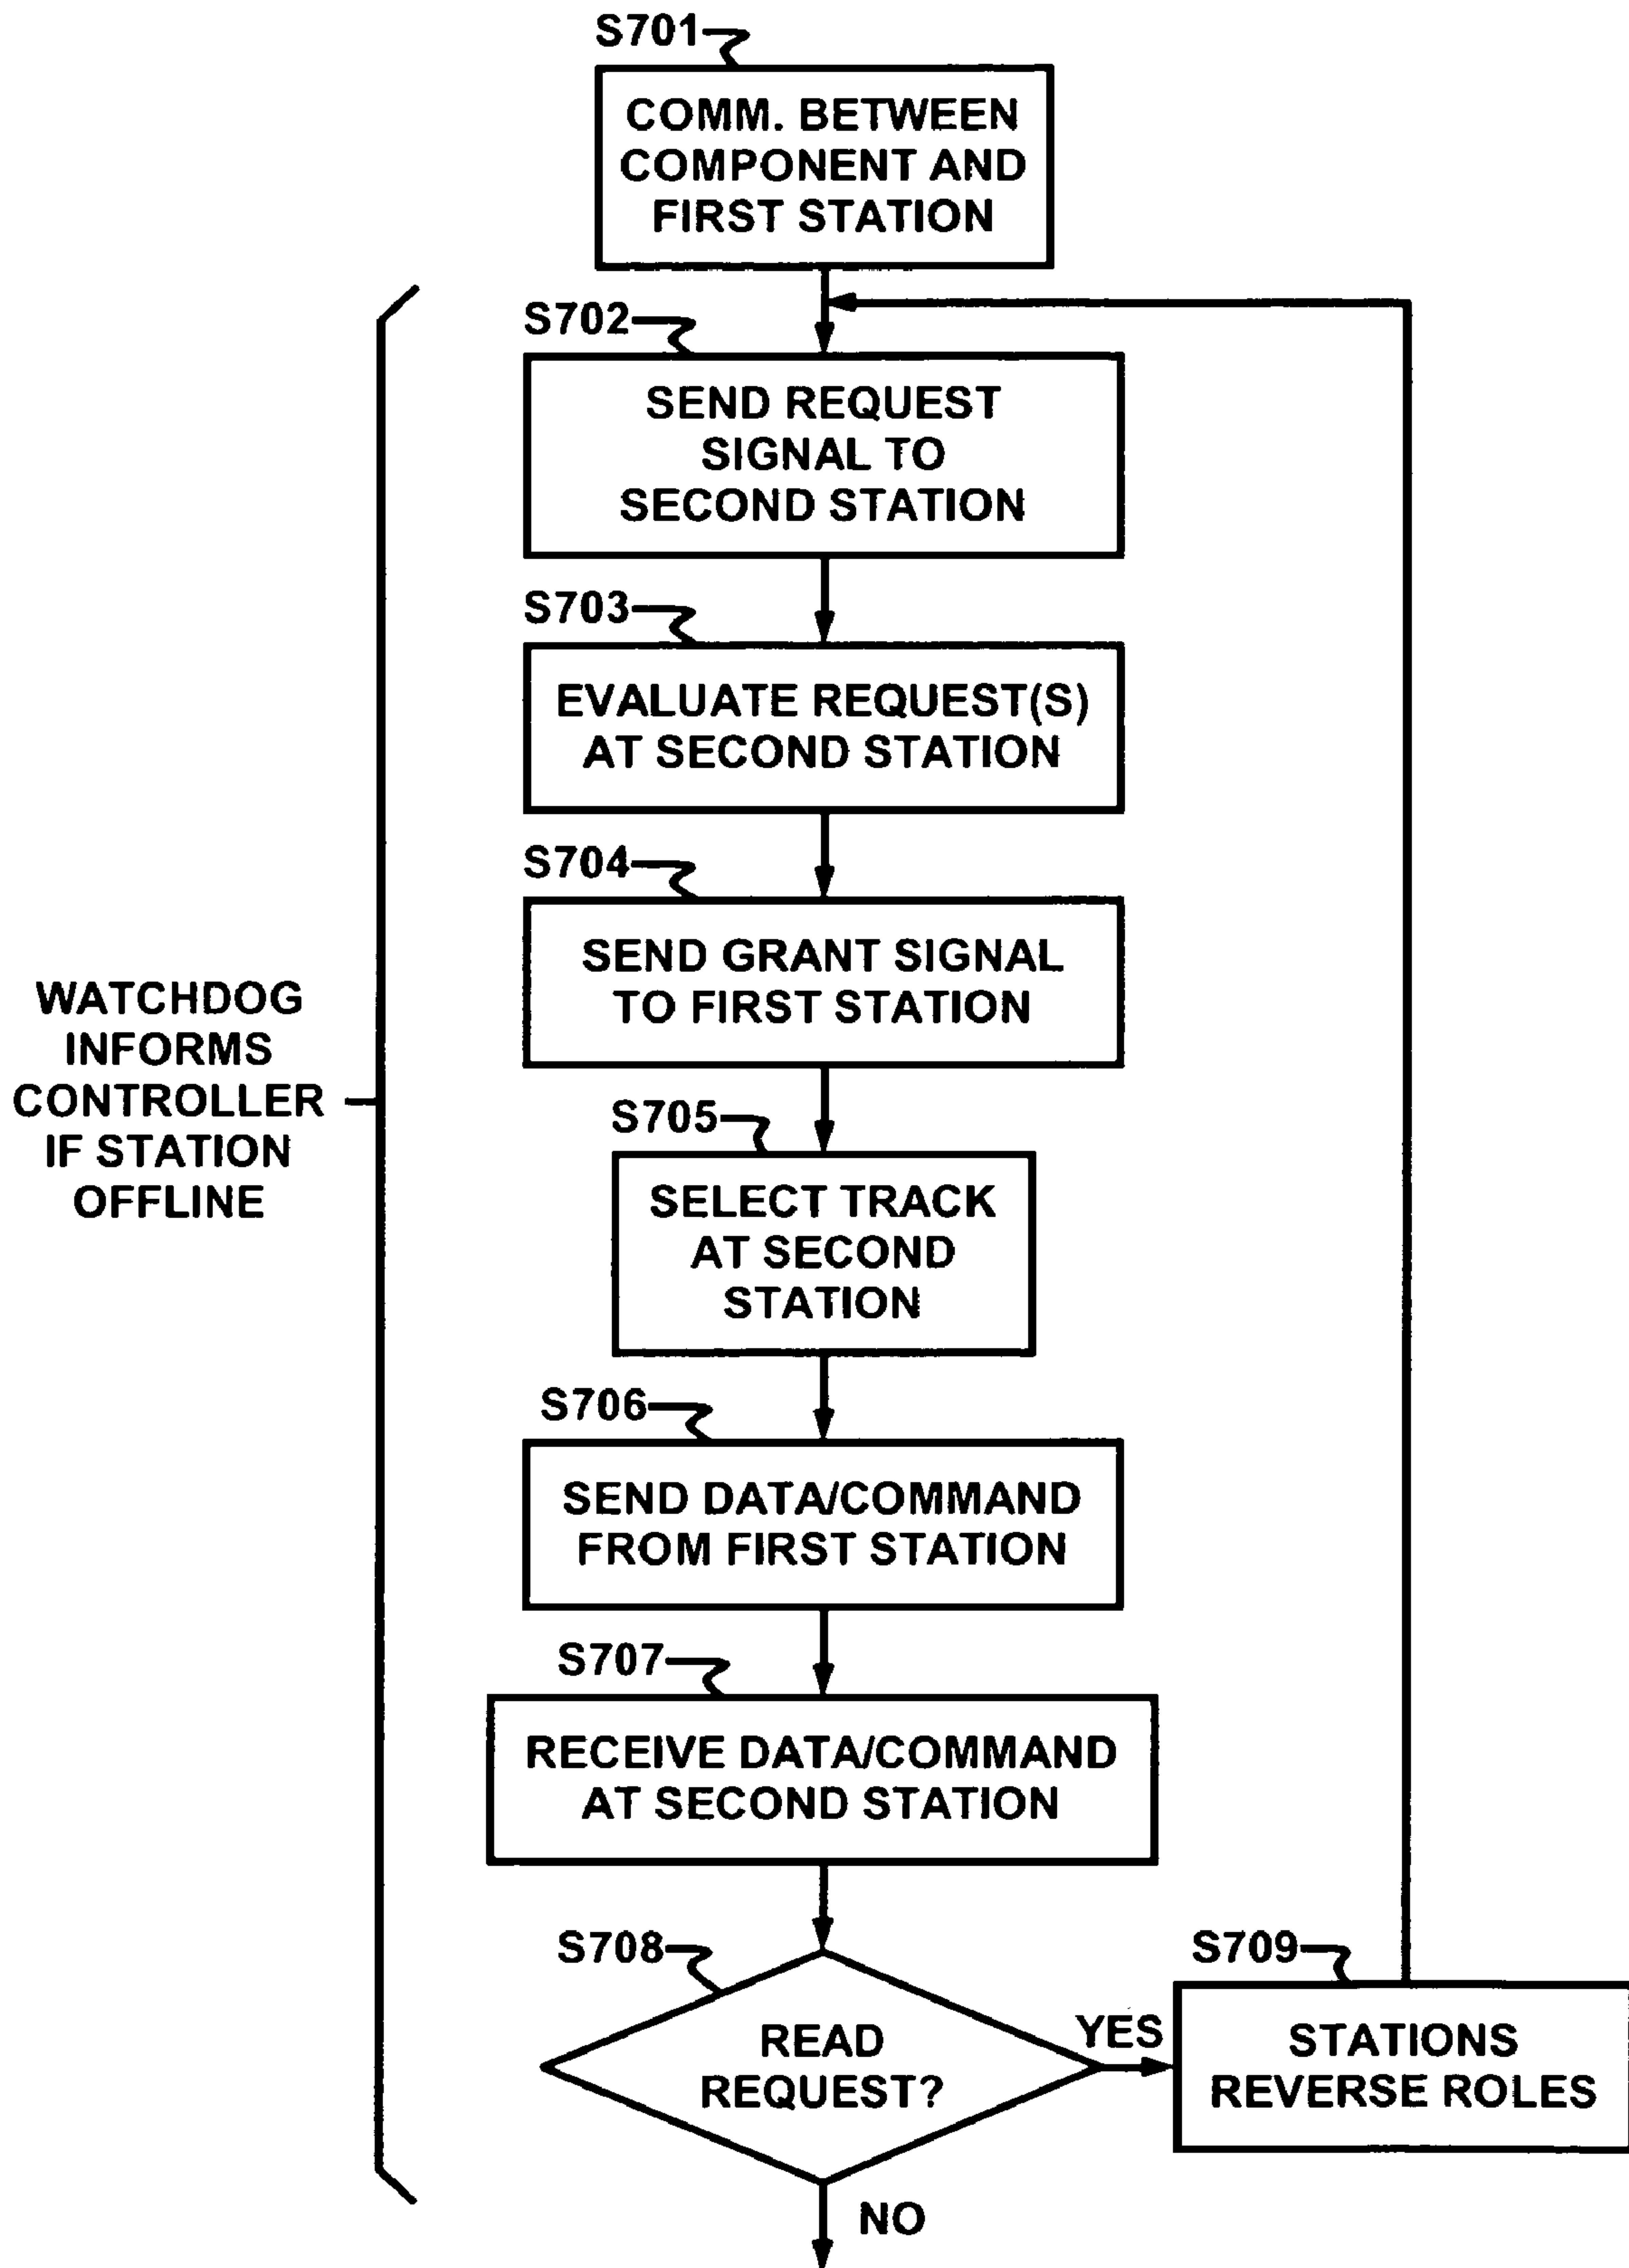 S701
COMM. BETWEEN
COMPONENT AND
FIRST STATION
S702
SEND REQUEST
SIGNAL TO
SECOND STATION
S703
EVALUATE REQUEST(S)
AT SECOND STATION
S704
SEND GRANT SIGNAL
TO FIRST STATION
WATCHDOG
INFORMS
CONTROLLER
IF STATION
OFFLINE
S705
SELECT TRACK
AT SECOND
STATION
S706
SEND DATA/COMMAND
FROM FIRST STATION
S707
RECEIVE DATA/COMMAND
AT SECOND STATION
S708
READ
REQUEST?
YES
S709
STATIONS
REVERSE ROLES
NO